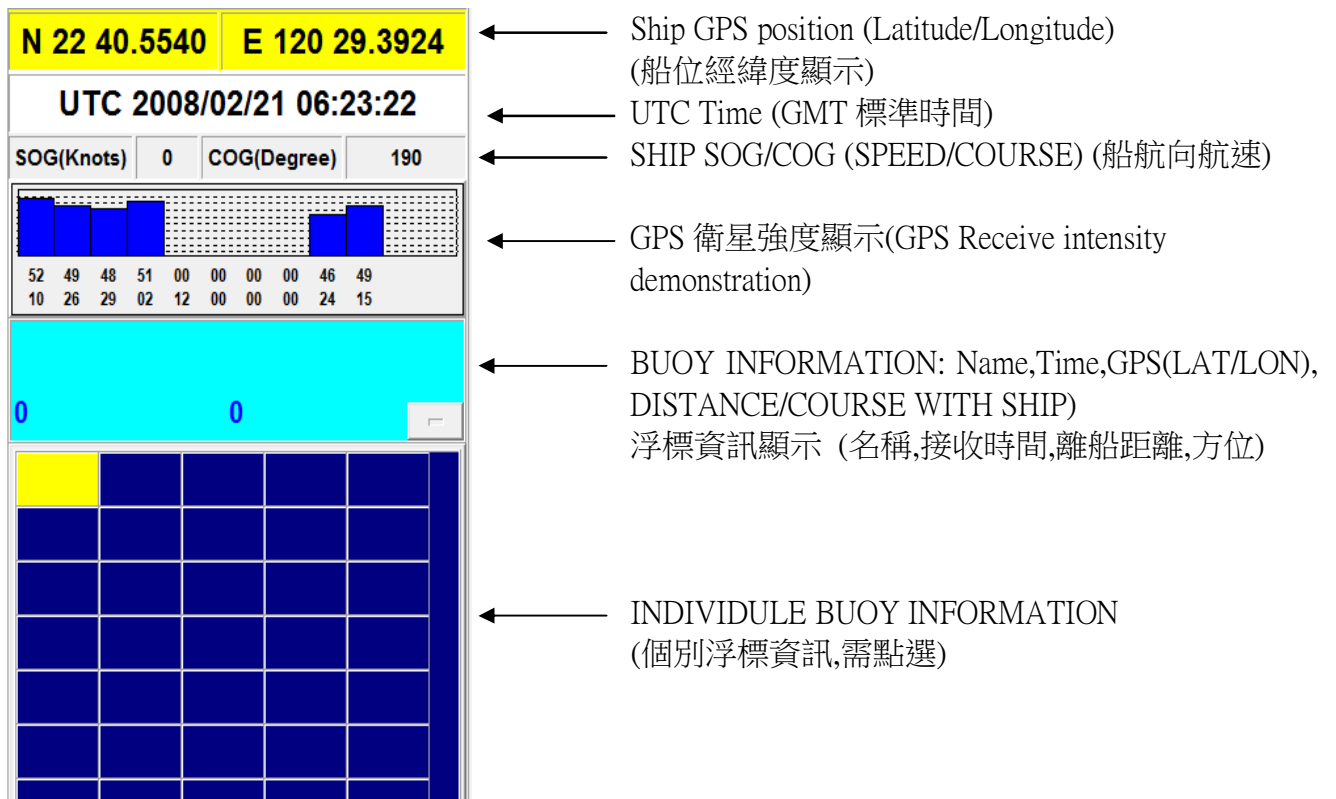 N 22 40.5540 E 120 29.3924
UTC 2008/02/21 06:23:22
SOG(Knots) 0 COG(Degree) 190
52 49 48 51 00 00 00 00 46 49
10 26 29 02 12 00 00 00 24 15
0 0
Ship GPS position (Latitude/Longitude)
(船位經緯度顯示)
UTC Time (GMT 標準時間)
SHIP SOG/COG (SPEED/COURSE) (船航向航速)
GPS 衛星強度顯示(GPS Receive intensity
demonstration)
BUOY INFORMATION: Name,Time,GPS(LAT/LON),
DISTANCE/COURSE WITH SHIP)
浮標資訊顯示 (名稱,接收時間,離船距離,方位)
INDIVIDULE BUOY INFORMATION
(個別浮標資訊,需點選)